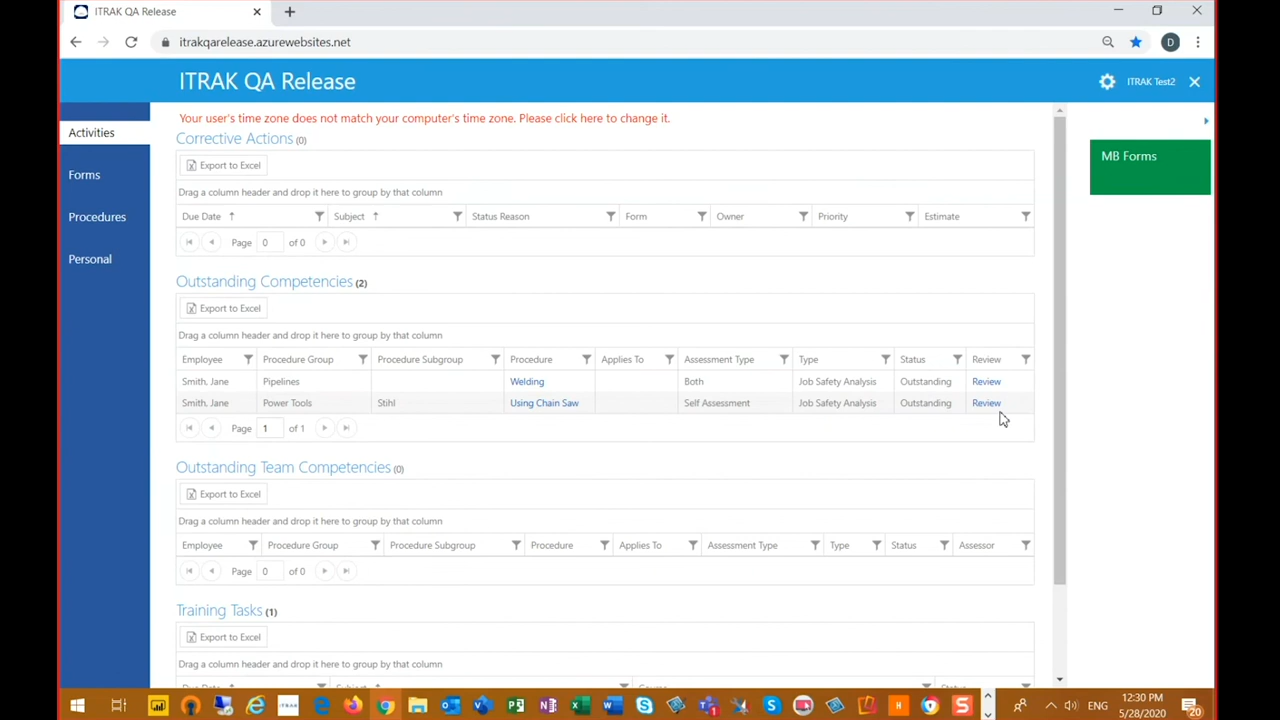 ITRAK QA Release
itrakqarelease.azurewebsites.net
D
ITRAK QA Release
ITRAK Test2
Activities
Forms
Procedures
Personal
Your user's time zone does not match your computer's time zone. Please click here to change it.
MB Forms
Corrective Actions (0)
Export to Excel
Drag a column header and drop it here to group by that column
Due Date Subject Status Reason Form Owner Priority Estimate
Page 0 of 0
Outstanding Competencies (2)
Export to Excel
Drag a column header and drop it here to group by that column
Employee Procedure Group Procedure Subgroup Procedure Applies To Assessment Type Type Status Review
Smith, Jane Pipelines Welding Both Job Safety Analysis Outstanding Review
Smith, Jane Power Tools Stihl Using Chain Saw Self Assessment Job Safety Analysis Outstanding Review
Page 1 of 1
Outstanding Team Competencies (0)
Export to Excel
Drag a column header and drop it here to group by that column
Employee Procedure Group Procedure Subgroup Procedure Applies To Assessment Type Type Status Assessor
Page 0 of 0
Training Tasks (1)
Export to Excel
Drag a column header and drop it here to group by that column
Due Date Subject Course Status
ENG
12:30 PM
5/28/2020
20